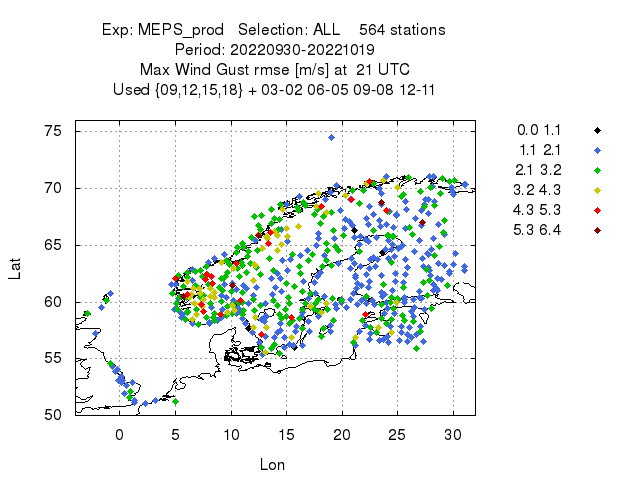 Exp: MEPS_prod   Selection: ALL    564 stations
Period: 20220930-20221019
Max Wind Gust rmse [m/s] at  21 UTC
Used {09,12,15,18} + 03-02 06-05 09-08 12-11
75
70
65
60
55
50
Lat
0 5 10 15 20 25 30
Lon
0.0 1.1
1.1 2.1
2.1 3.2
3.2 4.3
4.3 5.3
5.3 6.4